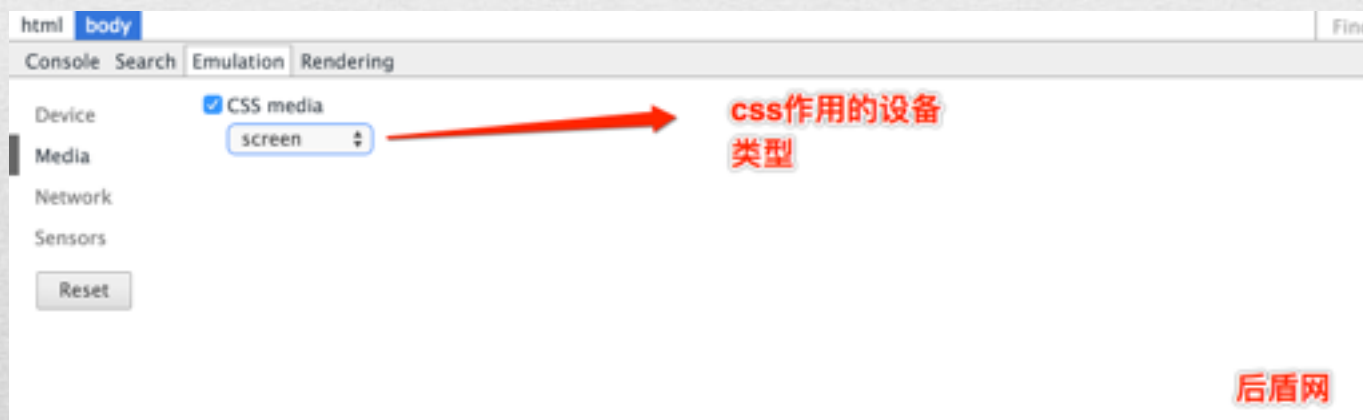 html body Find
Console Search Emulation Rendering
Device
CSS media
screen
css作用的设备
类型
Media
Network
Sensors
Reset
后盾网